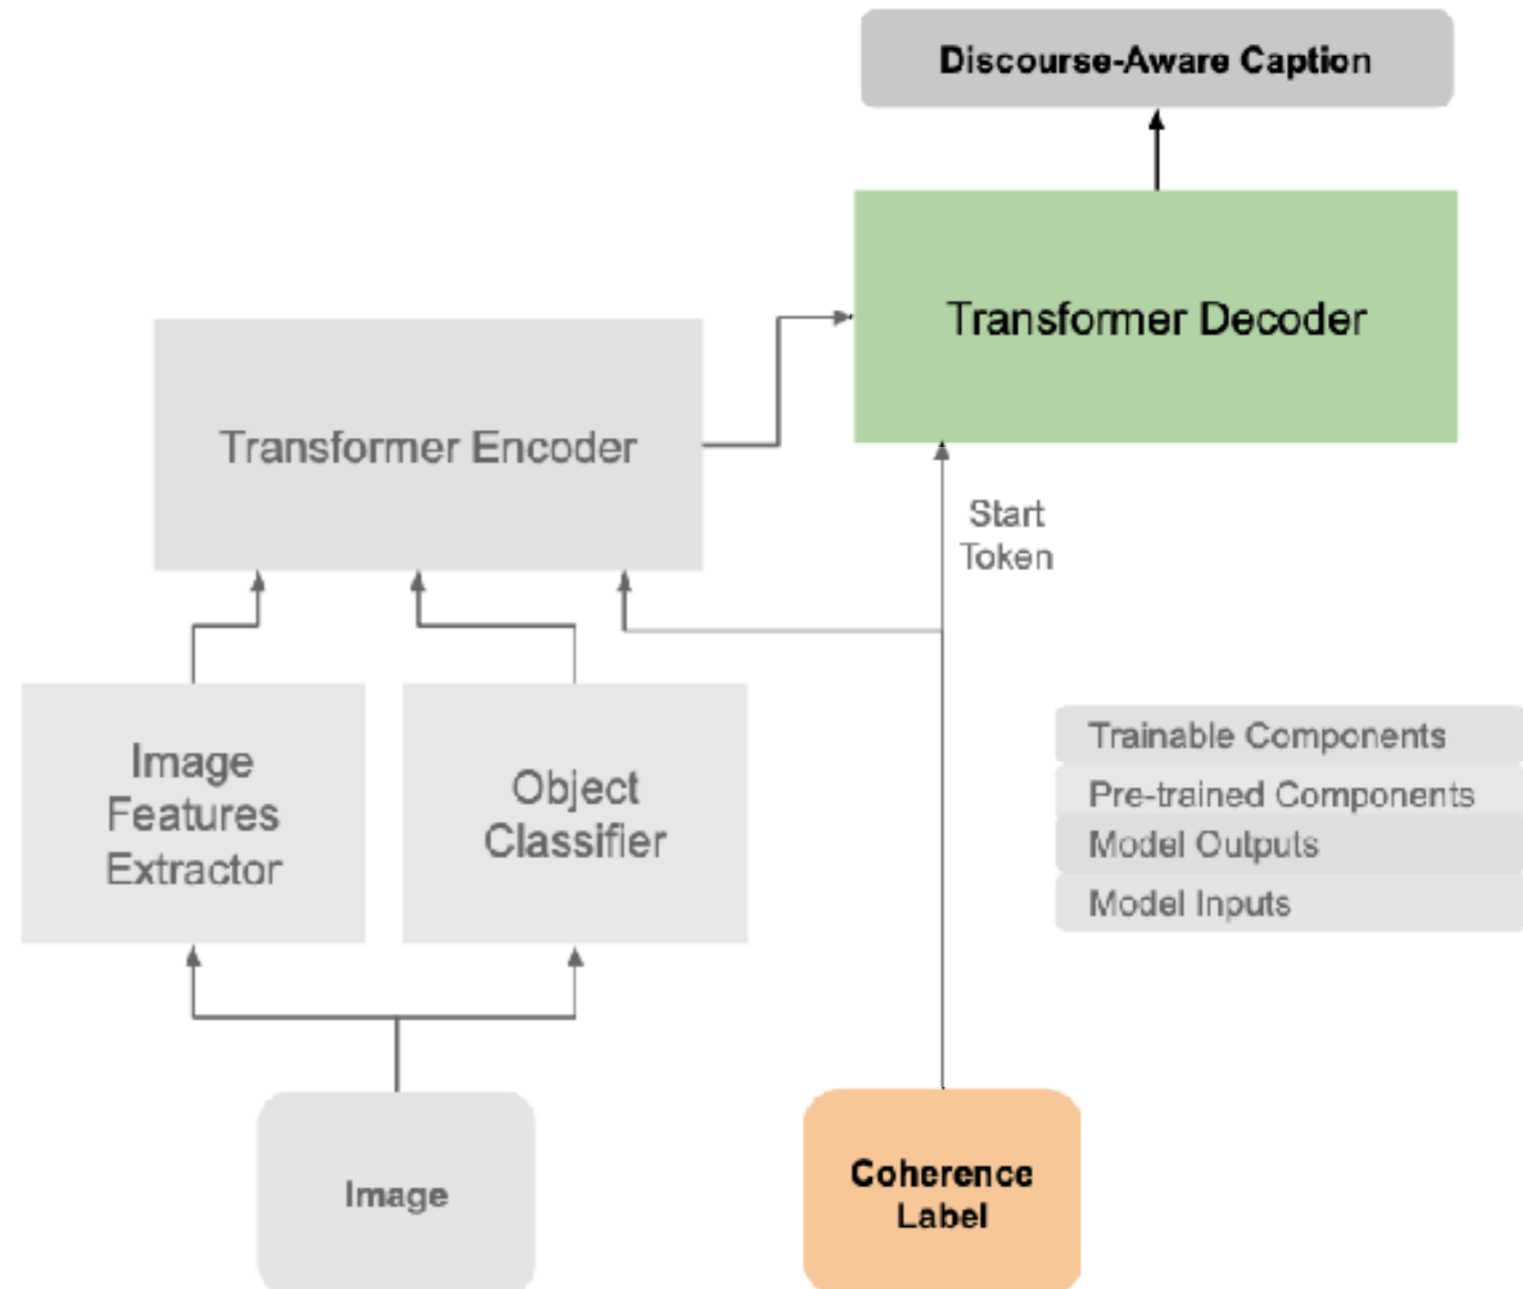 Discourse-Aware Caption
Transformer Decoder
Transformer Encoder
Start
Token
Image
Features
Extractor
Object
Classifier
Trainable Components
Pre-trained Components
Model Outputs
Model Inputs
Image
Coherence
Label